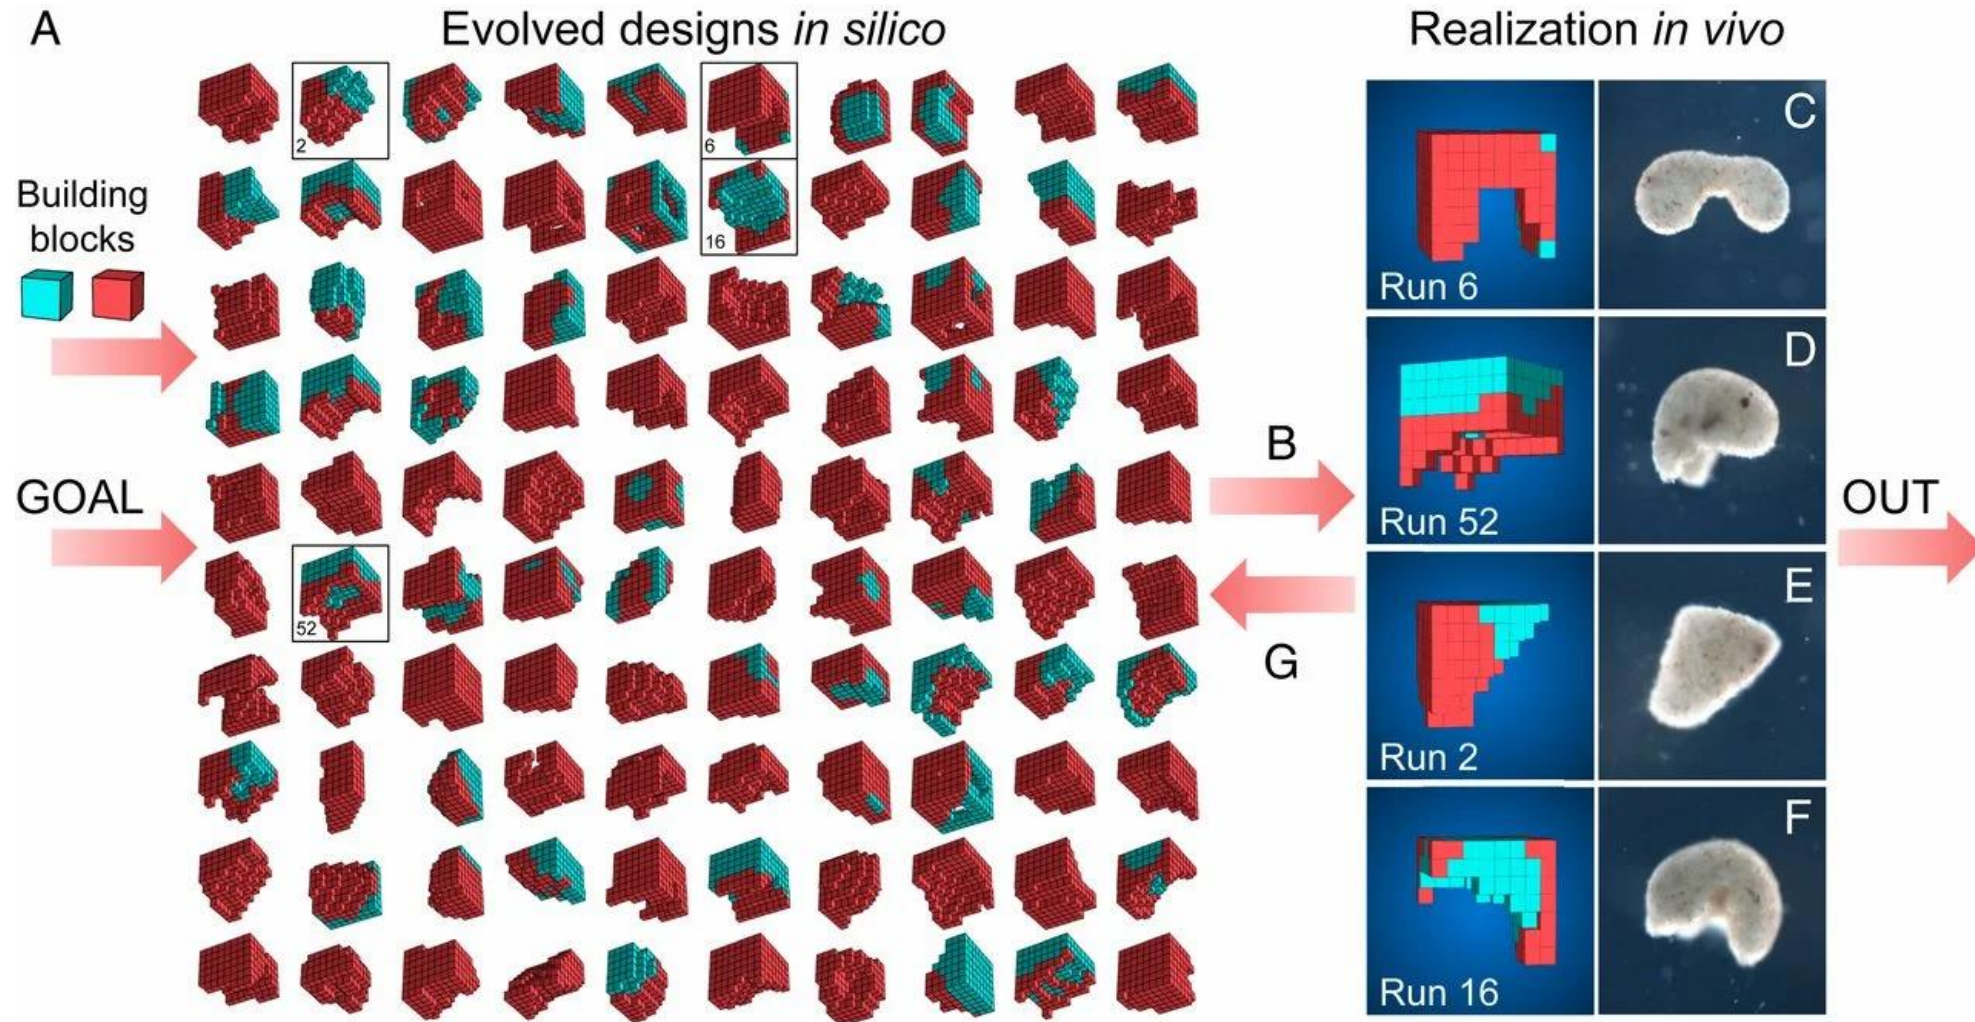 A
Evolved designs in silico
Realization in vivo
Building
blocks
GOAL
2
6
16
52
B
G
C
Run 6
D
Run 52
E
Run 2
F
Run 16
OUT